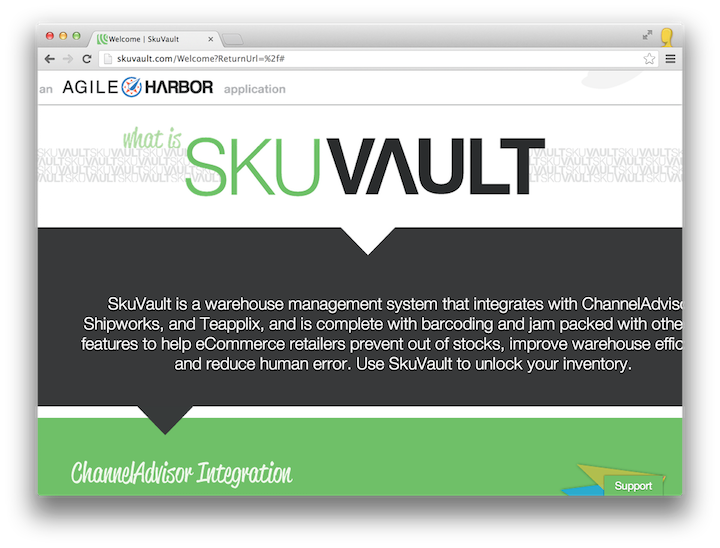 Welcome | SkuVault
skuvault.com/Welcome?ReturnUrl=%2f#
an AGILE HARBOR application
what is
SKUVAULT
SkuVault is a warehouse management system that integrates with ChannelAdviso
Shipworks, and Teapplix, and is complete with barcoding and jam packed with othe
features to help eCommerce retailers prevent out of stocks, improve warehouse effic
and reduce human error. Use SkuVault to unlock your inventory.
ChannelAdvisor Integration
Support